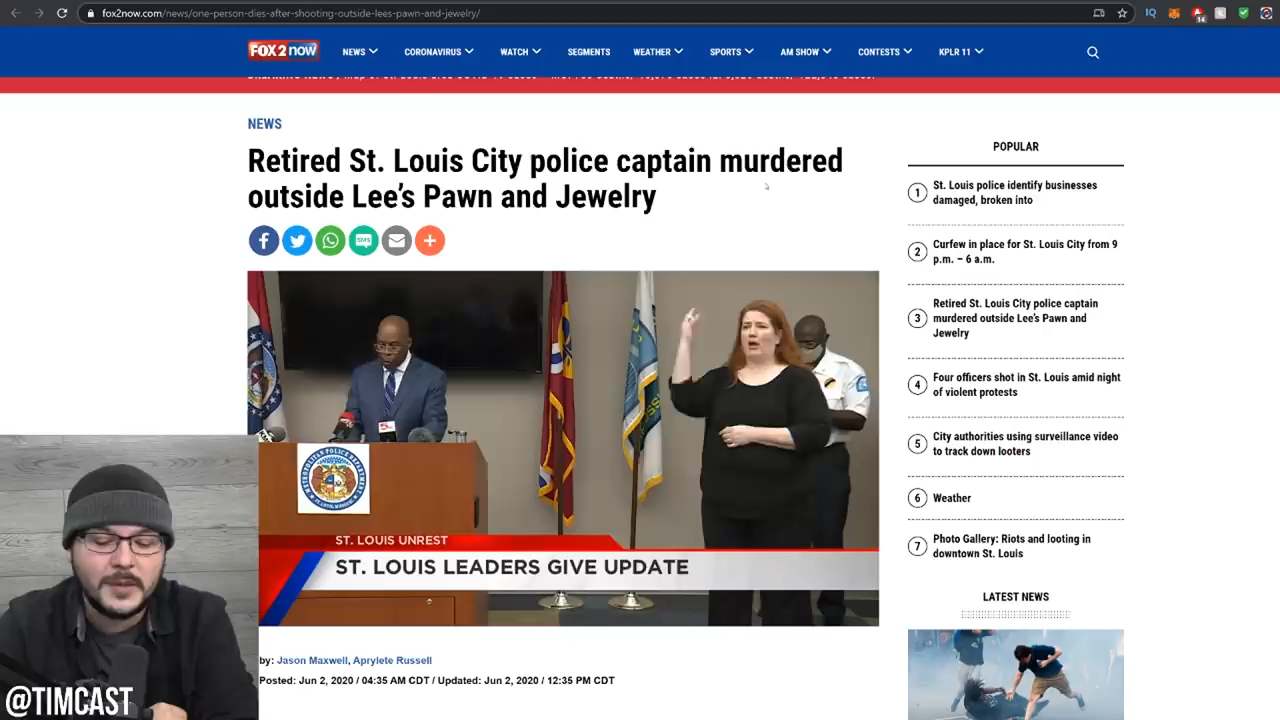 fox2now.com/news/one-person-dies-after-shooting-outside-lees-pawn-and-jewelry/
IQ
14
FOX 2 now
NEWS
CORONAVIRUS
WATCH
SEGMENTS
WEATHER
SPORTS
AM SHOW
CONTESTS
KPLR 11
NEWS
Retired St. Louis City police captain murdered
outside Lee's Pawn and Jewelry
SMS
ST. LOUIS UNREST
ST. LOUIS LEADERS GIVE UPDATE
by: Jason Maxwell, Aprylete Russell
Posted: Jun 2, 2020 / 04:35 AM CDT / Updated: Jun 2, 2020 / 12:35 PM CDT
POPULAR
1 St. Louis police identify businesses
damaged, broken into
2 Curfew in place for St. Louis City from 9
p.m. – 6 a.m.
3 Retired St. Louis City police captain
murdered outside Lee's Pawn and
Jewelry
4 Four officers shot in St. Louis amid night
of violent protests
5 City authorities using surveillance video
to track down looters
6 Weather
7 Photo Gallery: Riots and looting in
downtown St. Louis
LATEST NEWS
@TIMCAST